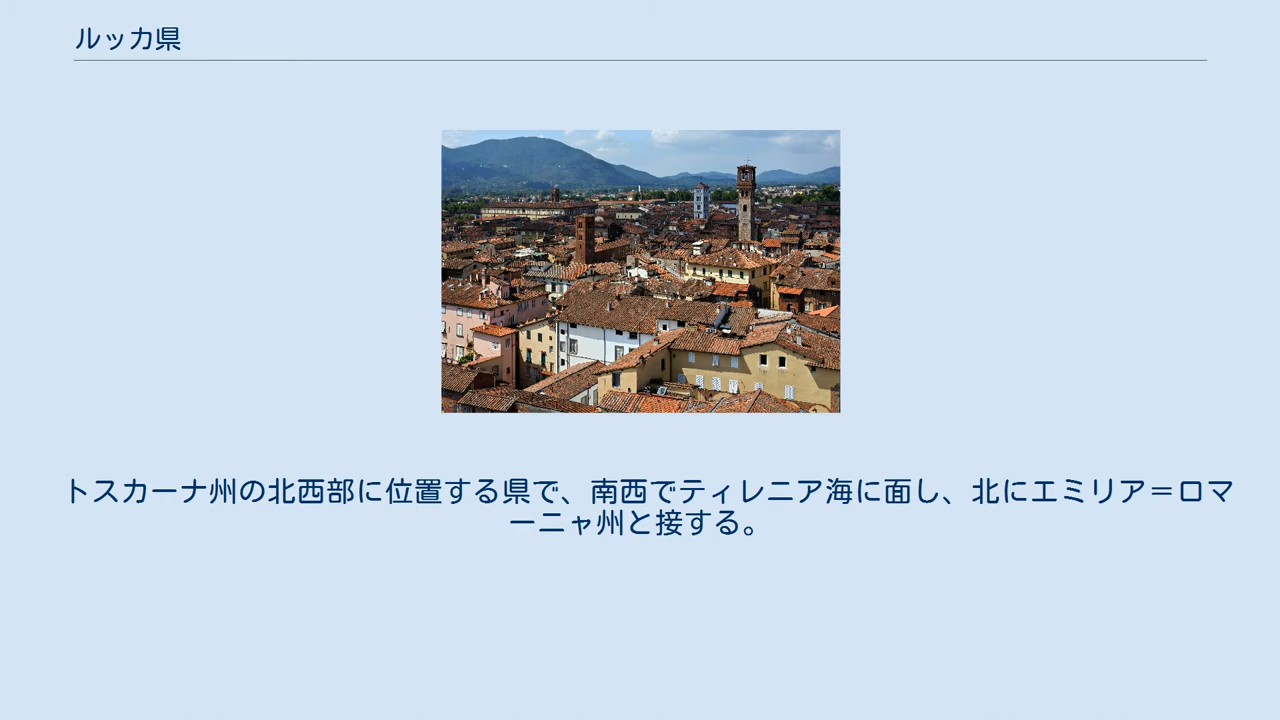 ルッカ県
トスカーナ州の北西部に位置する県で、南西でティレニア海に面し、北にエミリア＝ロマ
ーニャ州と接する。